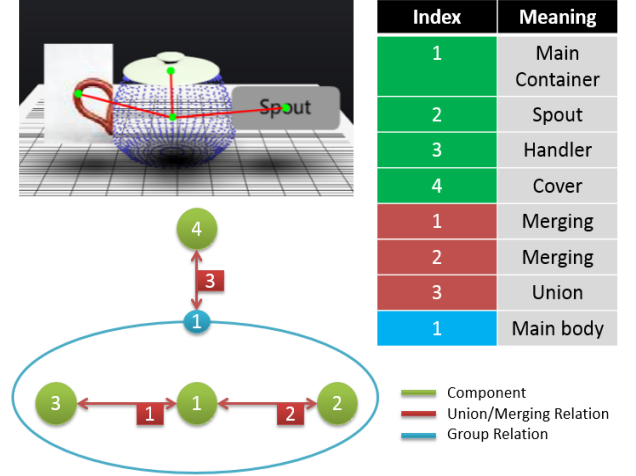 Spout
Index Meaning
1 Main
Container
2 Spout
3 Handler
4 Cover
1 Merging
2 Merging
3 Union
1 Main body
4
3
1
3 1 1 2 2
Component
Union/Merging Relation
Group Relation